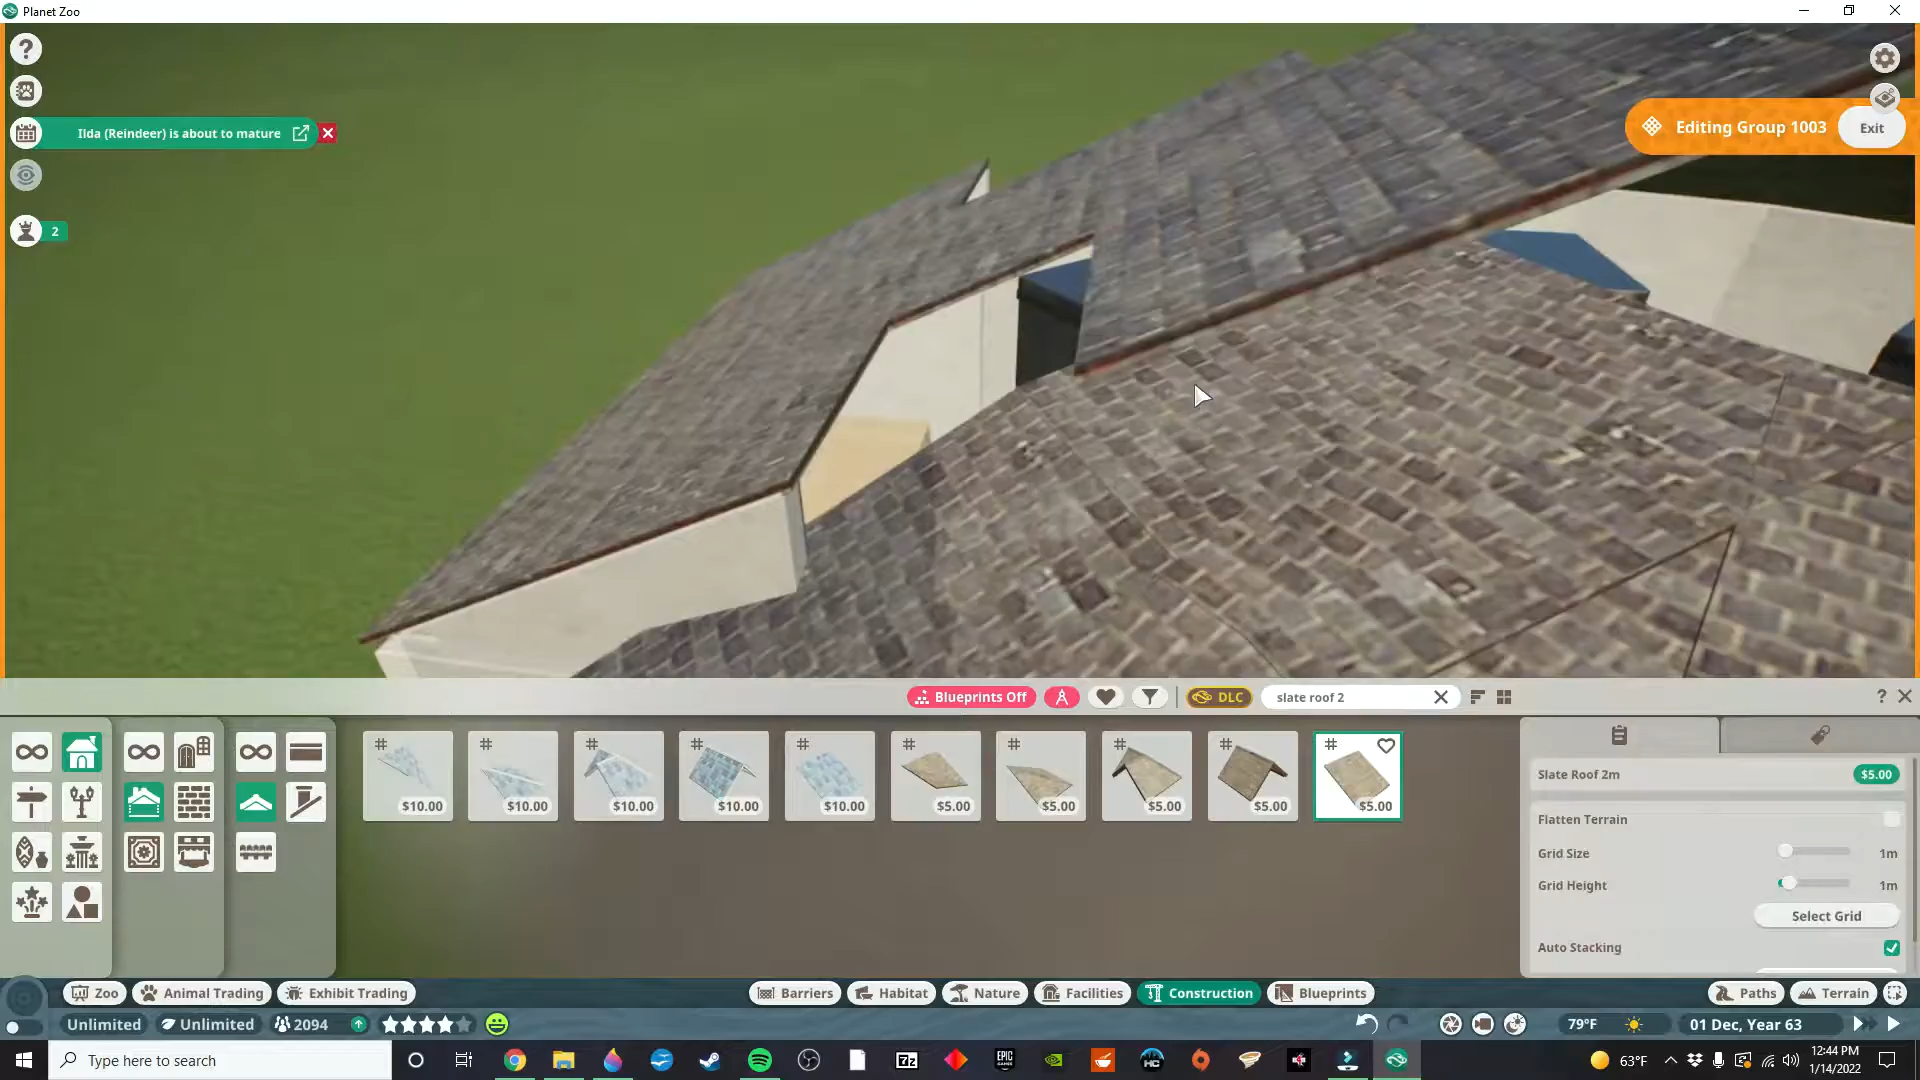 Planet Zoo
?
Ilda (Reindeer) is about to mature
Editing Group 1003
Exit
2
Blueprints Off
DLC
slate roof 2
?
$10.00
$10.00
$10.00
$10.00
$10.00
$5.00
$5.00
$5.00
$5.00
$5.00
Slate Roof 2m
$5.00
Flatten Terrain
Grid Size
1m
Grid Height
1m
Select Grid
Auto Stacking
Zoo
Animal Trading
Exhibit Trading
Barriers
Habitat
Nature
Facilities
Construction
Blueprints
Paths
Terrain
Unlimited
Unlimited
2094
79°F
01 Dec, Year 63
Type here to search
7z
EPIC GAMES
HC
63°F
12:44 PM
1/14/2022